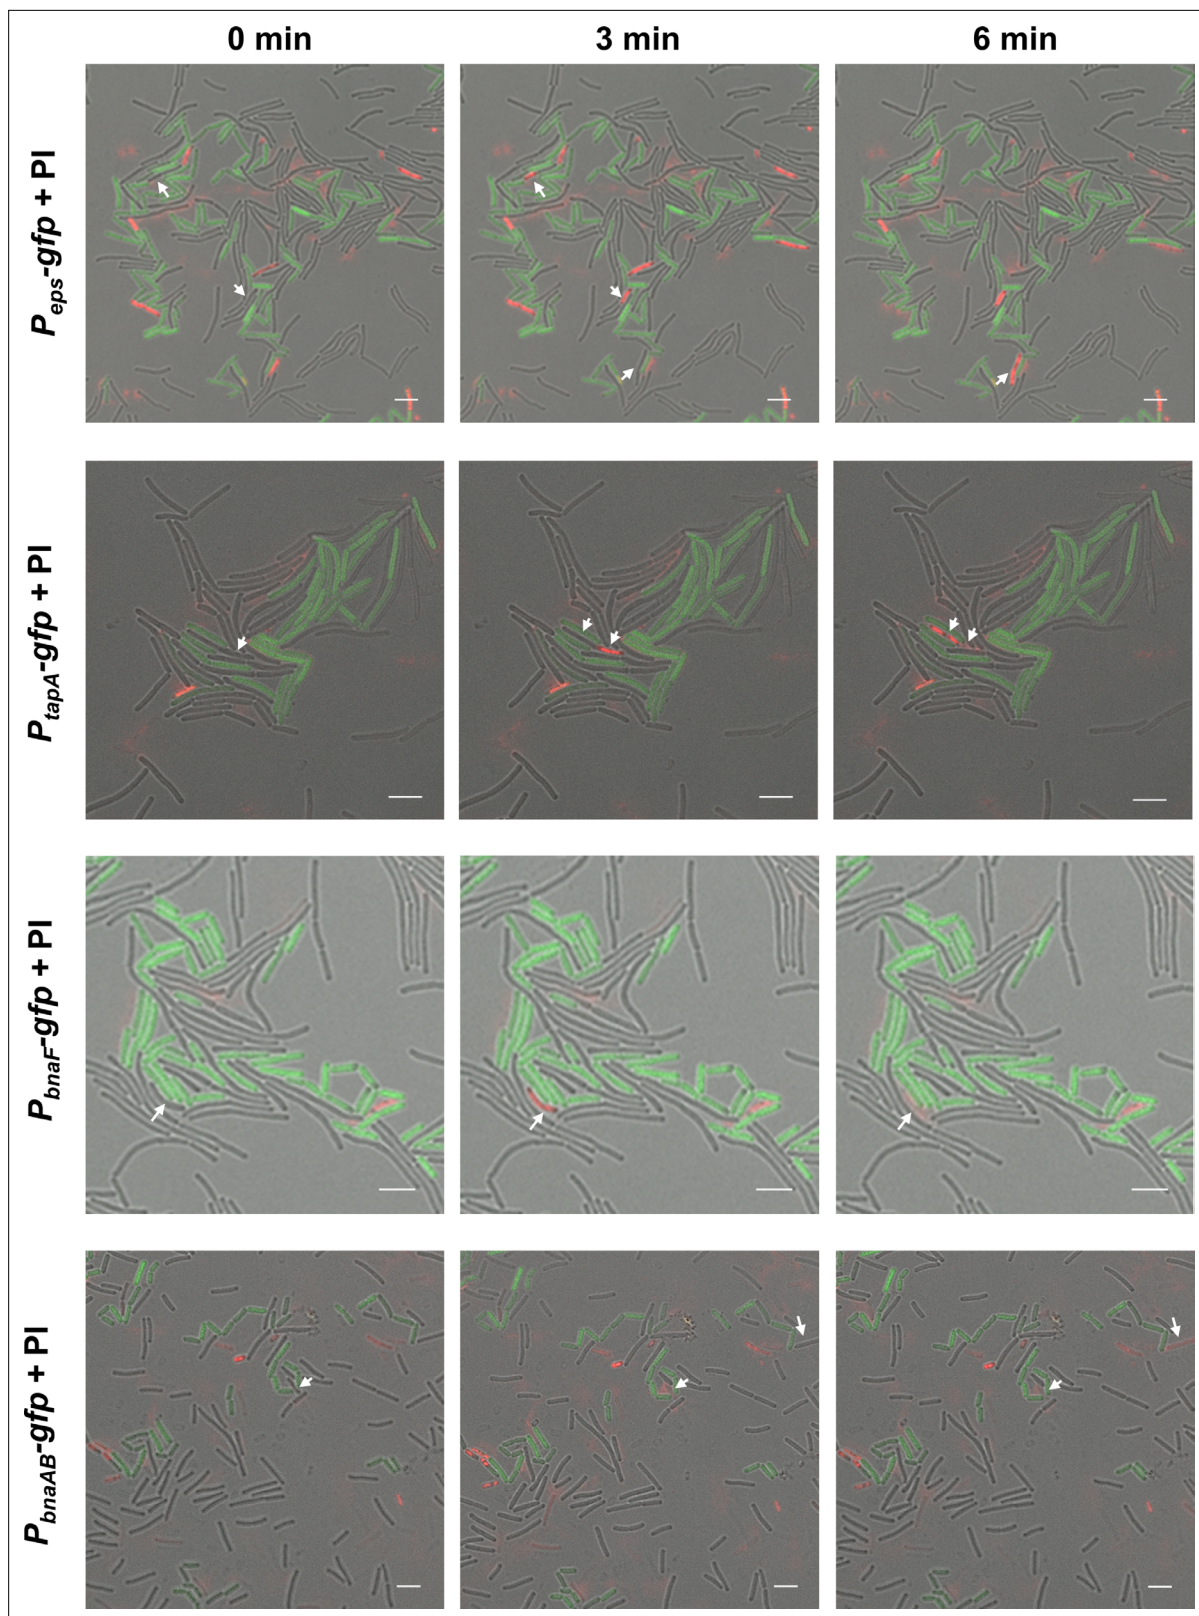 0 min 3 min 6 min
Peps-gfp + PI
PtapA-gfp + PI
PbnaF-gfp + PI
PbnaAB-gfp + PI